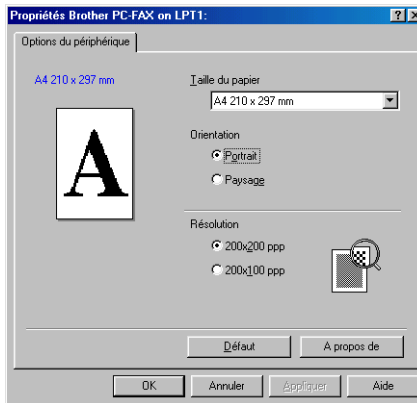 Propriétés Brother PC-FAX on LPT1:
Options du périphérique
A4 210 x 297 mm
Taille du papier
A4 210 x 297 mm
A
Orientation
Portrait
Paysage
Résolution
200x200 ppp
200x100 ppp
Défaut
A propos de
OK
Annuler
Appliquer
Aide